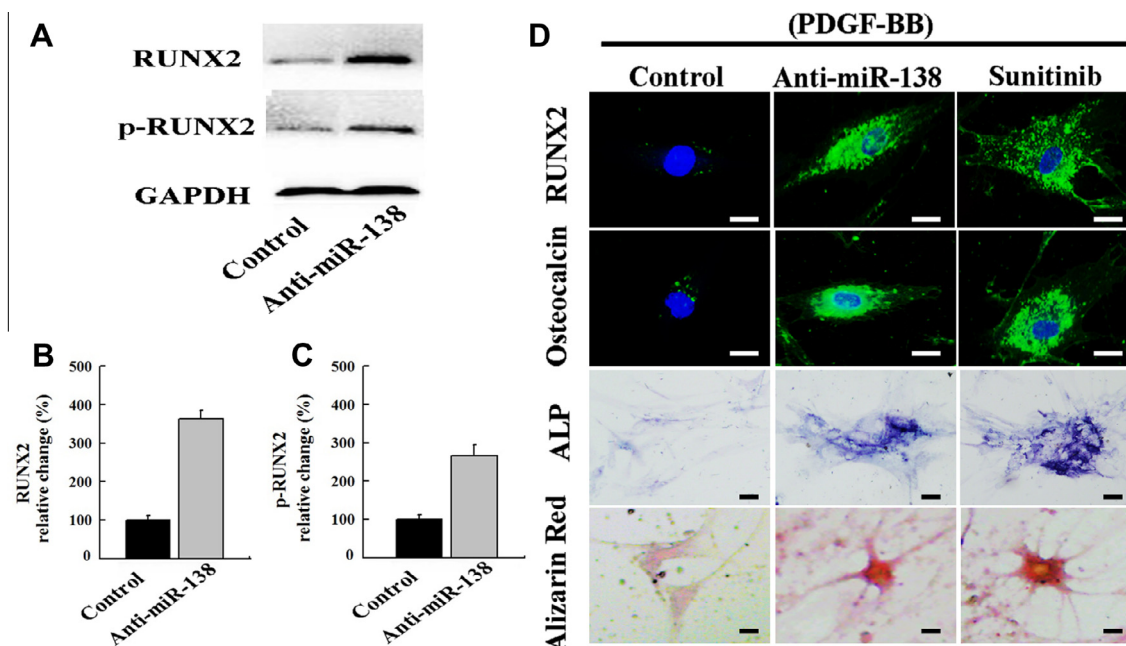 A
RUNX2
p-RUNX2
GAPDH
Control
Anti-miR-138
B
500
400
300
200
100
0
RUNX2
relative change (%)
Control
Anti-miR-138
C
500
400
300
200
100
0
p-RUNX2
relative change (%)
Control
Anti-miR-138
D
(PDGF-BB)
Control Anti-miR-138 Sunitinib
RUNX2
Osteocalcin
ALP
Alizarin Red